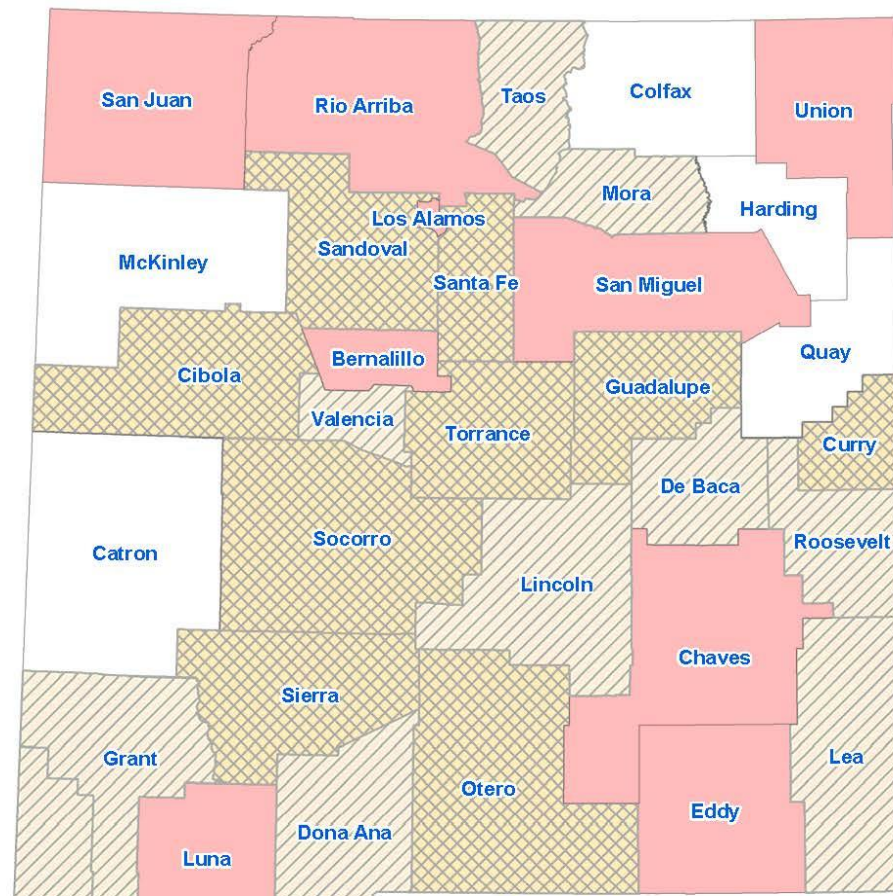 San Juan
Rio Arriba
Taos
Colfax
Union
Mora
Harding
Los Alamos
Sandoval
McKinley
Santa Fe
San Miguel
Quay
Bernalillo
Cibola
Guadalupe
Valencia
Torrance
Curry
De Baca
Socorro
Roosevelt
Catron
Lincoln
Chaves
Sierra
Grant
Lea
Otero
Eddy
Dona Ana
Luna